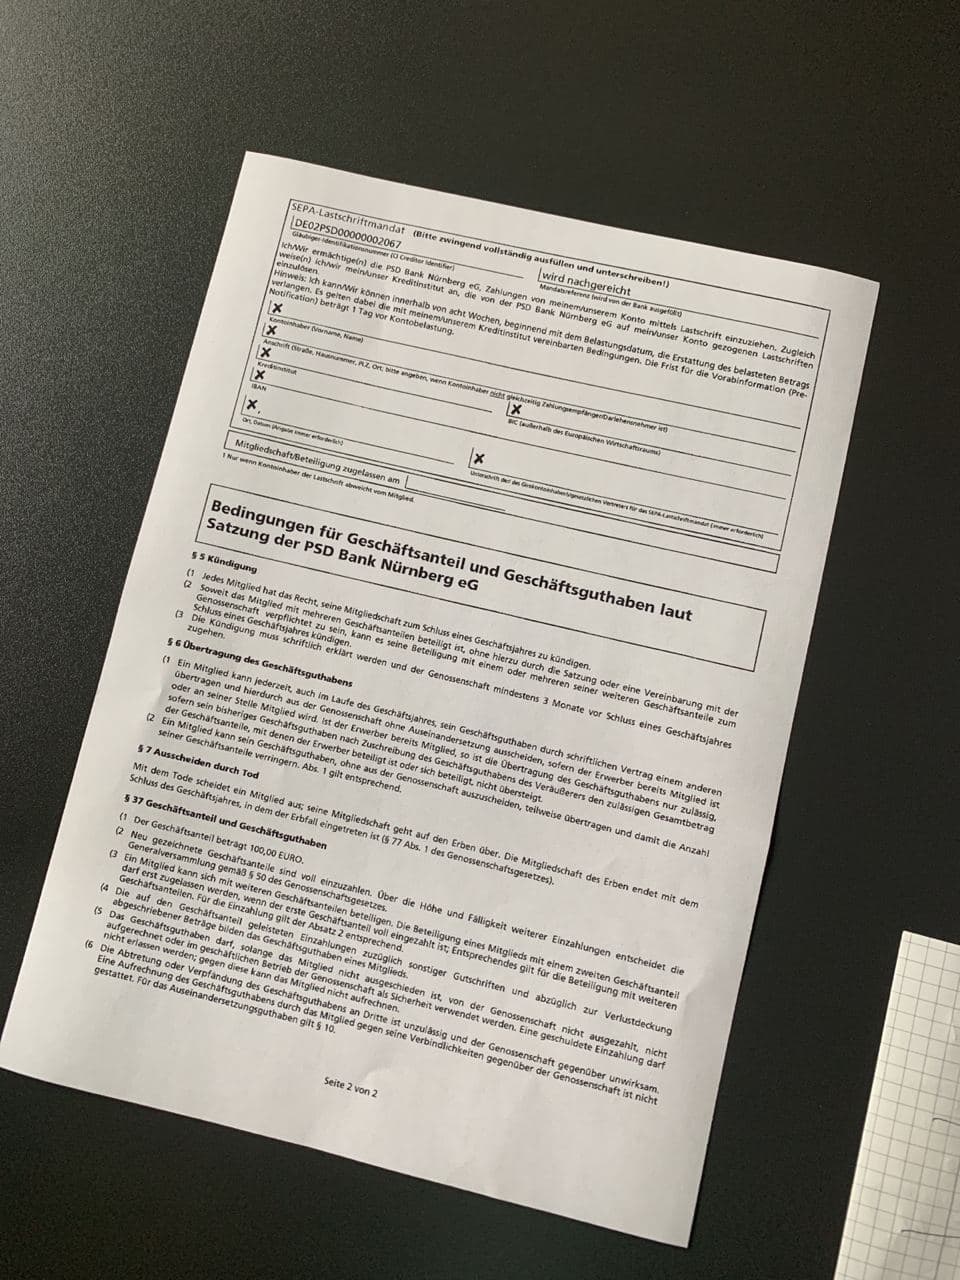 SEPA-Lastschriftmandat (Bitte zwingend vollständig ausfüllen und unterschreiben!)
DE02PSD00000002067
wird nachgereicht
Gläubiger-Identifikationsnummer (CI Creditor Identifier)
Mandatsreferenz (wird von der Bank ausgefüllt)
Ich/Wir ermächtige(n) die PSD Bank Nürnberg eG, Zahlungen von meinem/unserem Konto mittels Lastschrift einzuziehen. Zugleich
weise(n) ich/wir mein/unser Kreditinstitut an, die von der PSD Bank Nürnberg eG auf mein/unser Konto gezogenen Lastschriften
einzulösen.
Hinweis: Ich kann/Wir können innerhalb von acht Wochen, beginnend mit dem Belastungsdatum, die Erstattung des belasteten Betrags
verlangen. Es gelten dabei die mit meinem/unserem Kreditinstitut vereinbarten Bedingungen. Die Frist für die Vorabinformation (Pre-
Notification) beträgt 1 Tag vor Kontobelastung.
X
Kontoinhaber (Vorname, Name)
X
Anschrift (Straße, Hausnummer, PLZ, Ort; bitte angeben, wenn Kontoinhaber nicht gleichzeitig Zahlungsempfänger/Darlehensnehmer ist)
X
Kreditinstitut
X
X
IBAN
BIC (außerhalb des Europäischen Wirtschaftsraums)
X,
X
Ort, Datum (Angabe immer erforderlich)
Unterschrift der/ des Girokontoinhaber/gesetzlichen Vertreters für das SEPA-Lastschriftmandat (immer erforderlich)
Mitgliedschaft/Beteiligung zugelassen am
1 Nur wenn Kontoinhaber der Lastschrift abweicht vom Mitglied.
Bedingungen für Geschäftsanteil und Geschäftsguthaben laut
Satzung der PSD Bank Nürnberg eG
§ 5 Kündigung
(1 Jedes Mitglied hat das Recht, seine Mitgliedschaft zum Schluss eines Geschäftsjahres zu kündigen.
(2 Soweit das Mitglied mit mehreren Geschäftsanteilen beteiligt ist, ohne hierzu durch die Satzung oder eine Vereinbarung mit der
Genossenschaft verpflichtet zu sein, kann es seine Beteiligung mit einem oder mehreren seiner weiteren Geschäftsanteile zum
Schluss eines Geschäftsjahres kündigen.
(3 Die Kündigung muss schriftlich erklärt werden und der Genossenschaft mindestens 3 Monate vor Schluss eines Geschäftsjahres
zugehen.
§ 6 Übertragung des Geschäftsguthabens
(1 Ein Mitglied kann jederzeit, auch im Laufe des Geschäftsjahres, sein Geschäftsguthaben durch schriftlichen Vertrag einem anderen
übertragen und hierdurch aus der Genossenschaft ohne Auseinandersetzung ausscheiden, sofern der Erwerber bereits Mitglied ist
oder an seiner Stelle Mitglied wird. Ist der Erwerber bereits Mitglied, so ist die Übertragung des Geschäftsguthabens nur zulässig,
sofern sein bisheriges Geschäftsguthaben nach Zuschreibung des Geschäftsguthabens des Veräußerers den zulässigen Gesamtbetrag
der Geschäftsanteile, mit denen der Erwerber beteiligt ist oder sich beteiligt, nicht übersteigt.
(2 Ein Mitglied kann sein Geschäftsguthaben, ohne aus der Genossenschaft auszuscheiden, teilweise übertragen und damit die Anzahl
seiner Geschäftsanteile verringern. Abs. 1 gilt entsprechend.
§ 7 Ausscheiden durch Tod
Mit dem Tode scheidet ein Mitglied aus; seine Mitgliedschaft geht auf den Erben über. Die Mitgliedschaft des Erben endet mit dem
Schluss des Geschäftsjahres, in dem der Erbfall eingetreten ist (§ 77 Abs. 1 des Genossenschaftsgesetzes).
§ 37 Geschäftsanteil und Geschäftsguthaben
(1 Der Geschäftsanteil beträgt 100,00 EURO.
(2 Neu gezeichnete Geschäftsanteile sind voll einzuzahlen. Über die Höhe und Fälligkeit weiterer Einzahlungen entscheidet die
Generalversammlung gemäß § 50 des Genossenschaftsgesetzes.
(3 Ein Mitglied kann sich mit weiteren Geschäftsanteilen beteiligen. Die Beteiligung eines Mitglieds mit einem zweiten Geschäftsanteil
darf erst zugelassen werden, wenn der erste Geschäftsanteil voll eingezahlt ist; Entsprechendes gilt für die Beteiligung mit weiteren
Geschäftsanteilen. Für die Einzahlung gilt der Absatz 2 entsprechend.
(4 Die auf den Geschäftsanteil geleisteten Einzahlungen zuzüglich sonstiger Gutschriften und abzüglich zur Verlustdeckung
abgeschriebener Beträge bilden das Geschäftsguthaben eines Mitglieds.
(5 Das Geschäftsguthaben darf, solange das Mitglied nicht ausgeschieden ist, von der Genossenschaft nicht ausgezahlt, nicht
aufgerechnet oder im geschäftlichen Betrieb der Genossenschaft als Sicherheit verwendet werden. Eine geschuldete Einzahlung darf
nicht erlassen werden; gegen diese kann das Mitglied nicht aufrechnen.
(6 Die Abtretung oder Verpfändung des Geschäftsguthabens an Dritte ist unzulässig und der Genossenschaft gegenüber unwirksam.
Eine Aufrechnung des Geschäftsguthabens durch das Mitglied gegen seine Verbindlichkeiten gegenüber der Genossenschaft ist nicht
gestattet. Für das Auseinandersetzungsguthaben gilt § 10.
Seite 2 von 2